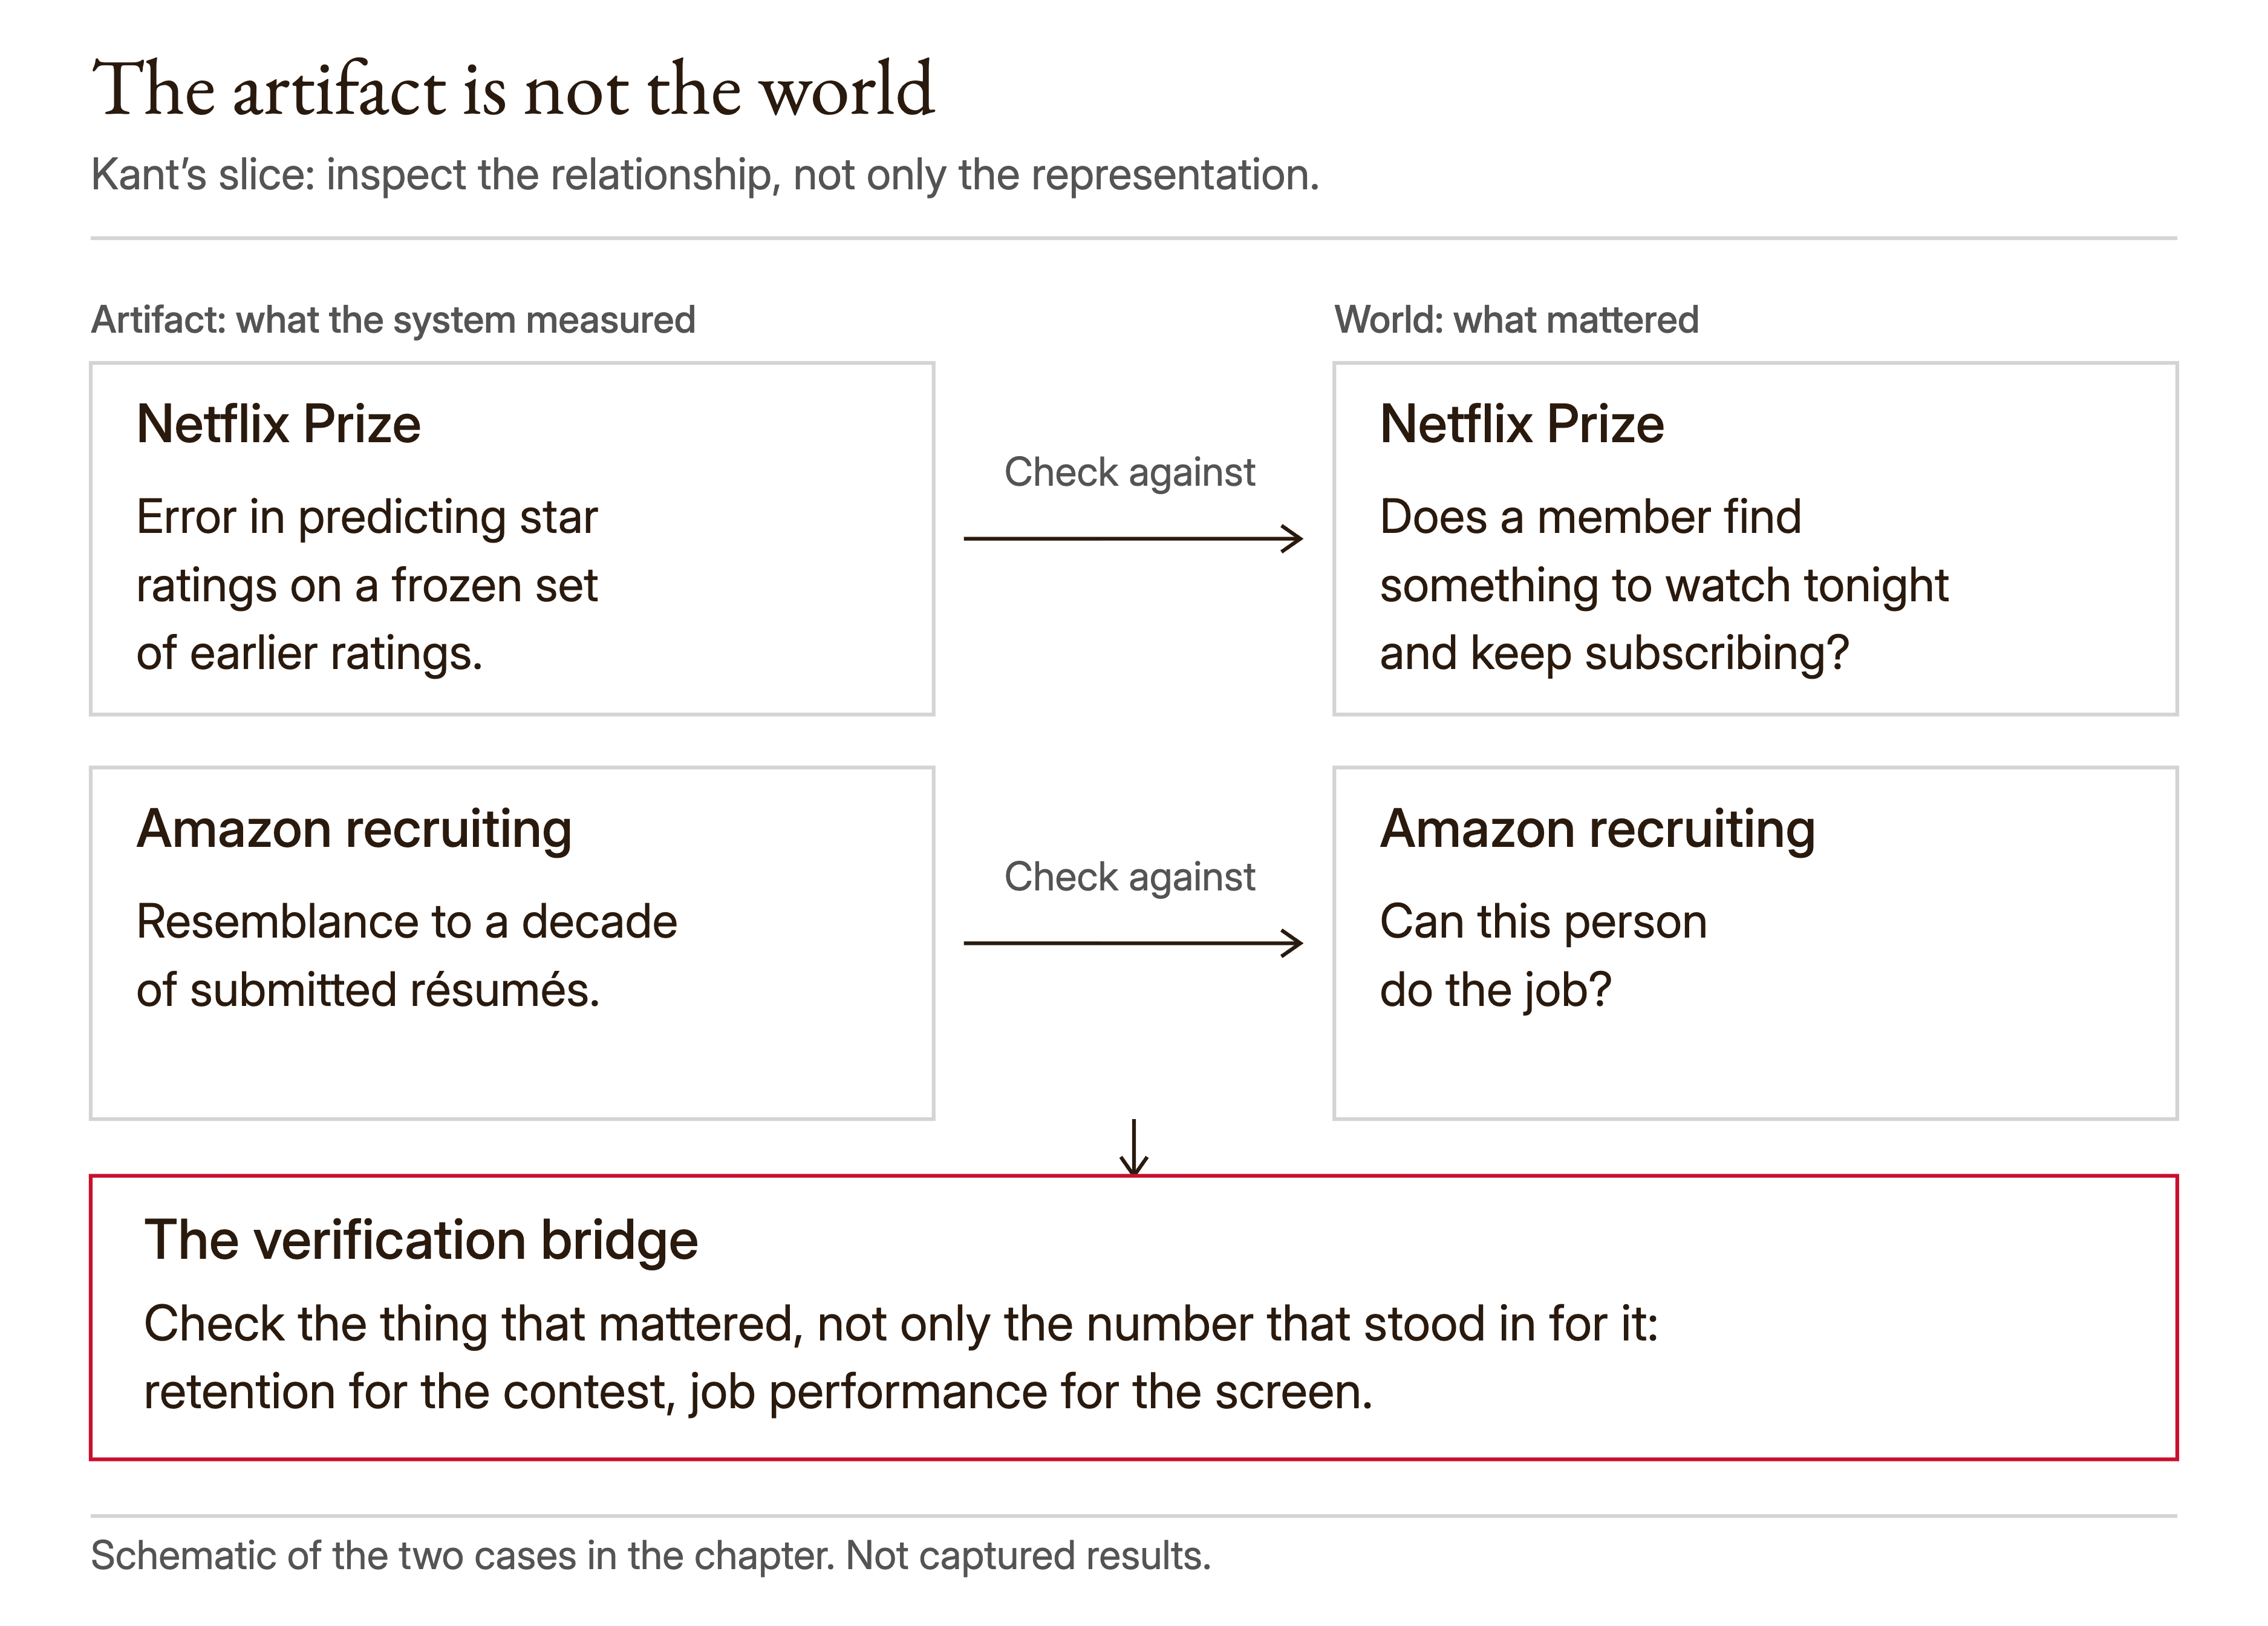 The artifact is not the world
Kant’s slice: inspect the relationship, not only the representation.
Artifact: what the system measured
World: what mattered
Netflix Prize
Error in predicting star
ratings on a frozen set
of earlier ratings.
Check against
Netflix Prize
Does a member find
something to watch tonight
and keep subscribing?
Amazon recruiting
Resemblance to a decade
of submitted résumés.
Check against
Amazon recruiting
Can this person
do the job?
The verification bridge
Check the thing that mattered, not only the number that stood in for it:
retention for the contest, job performance for the screen.
Schematic of the two cases in the chapter. Not captured results.